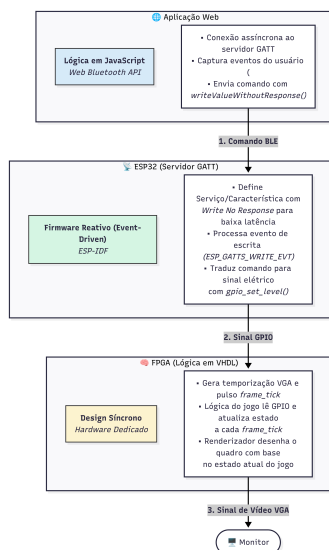 🌐 Aplicação Web
Lógica em JavaScript
Web Bluetooth API
• Conexão assíncrona ao
servidor GATT
• Captura eventos do usuário
(
• Envia comando com
writeValueWithoutResponse()
1. Comando BLE
📡 ESP32 (Servidor GATT)
Firmware Reativo (Event-
Driven)
ESP-IDF
• Define
Serviço/Característica com
Write No Response para
baixa latência
• Processa evento de
escrita
(ESP_GATTS_WRITE_EVT)
• Traduz comando para
sinal elétrico
com gpio_set_level()
2. Sinal GPIO
🧠 FPGA (Lógica em VHDL)
Design Síncrono
Hardware Dedicado
• Gera temporização VGA e
pulso frame_tick
• Lógica do jogo lê GPIO e
atualiza estado
a cada frame_tick
• Renderizador desenha o
quadro com base
no estado atual do jogo
3. Sinal de Vídeo VGA
🖥️ Monitor